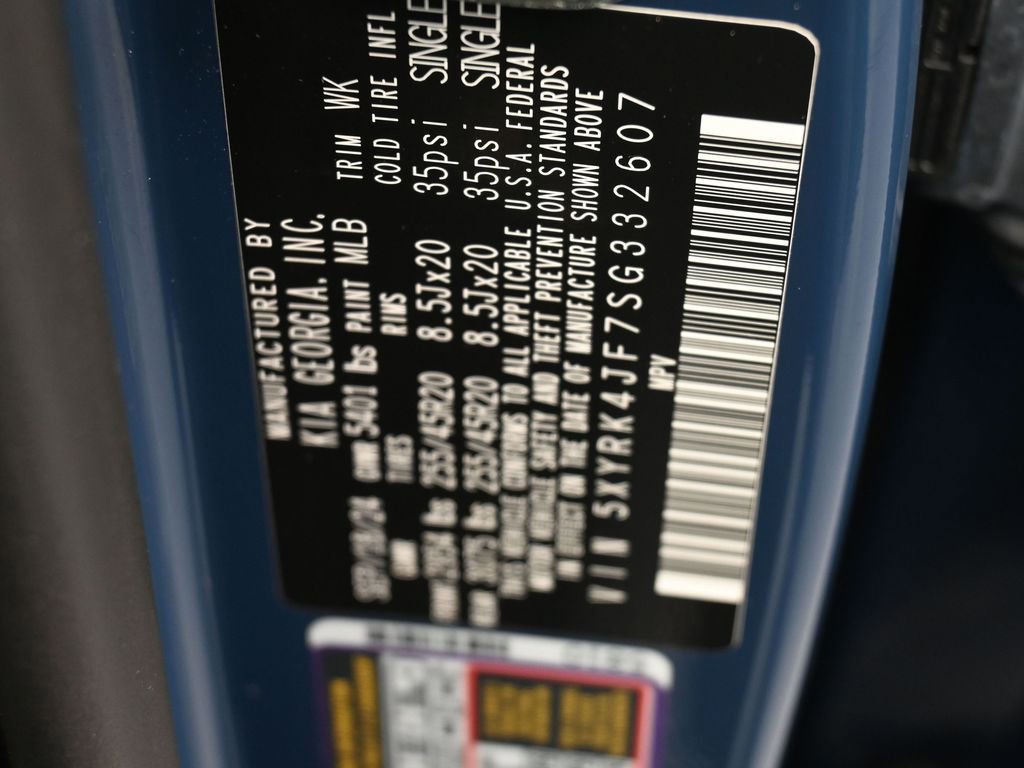 MANUFACTURED BY
KIA GEORGIA, INC.
TRIM WK
GVWR 5401 lbs PAINT MLB
COLD TIRE INFL
TIRES RIMS
255/45R20 8.5Jx20 35psi SINGLE
255/45R20 8.5Jx20 35psi SINGLE
THIS VEHICLE CONFORMS TO ALL APPLICABLE U.S.A. FEDERAL
MOTOR VEHICLE SAFETY AND THEFT PREVENTION STANDARDS
IN EFFECT ON THE DATE OF MANUFACTURE SHOWN ABOVE
VIN 5XYRK4JF7SG332607
MPV